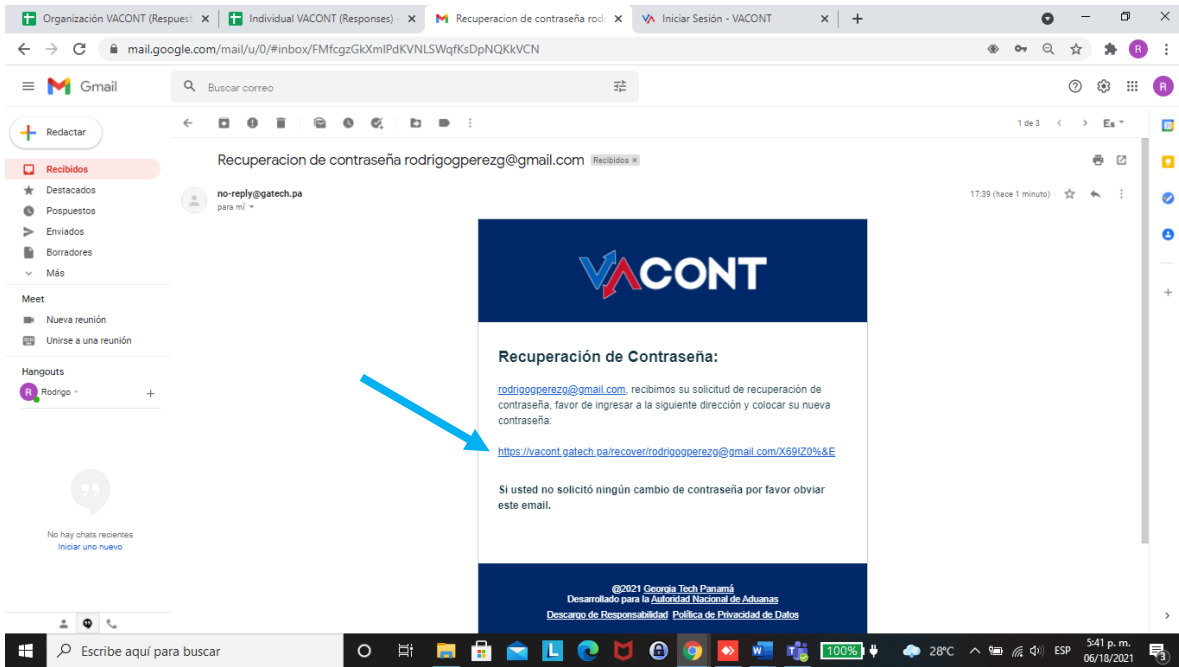 Organización VACONT (Respuest
Individual VACONT (Responses) -
Recuperacion de contraseña rod
Iniciar Sesión - VACONT
mail.google.com/mail/u/0/#inbox/FMfcgzGkXmlPdKVNLSWqfKsDpNQKkVCN
R
Gmail
Buscar correo
R
Redactar
1 de 3
Es
Recibidos
Destacados
Pospuestos
Enviados
Borradores
Más
Meet
Nueva reunión
Unirse a una reunión
Hangouts
R
Rodrigo
No hay chats recientes
Iniciar uno nuevo
Recuperacion de contraseña rodrigogperezg@gmail.com Recibidos x
no-reply@gatech.pa
para mí
17:39 (hace 1 minuto)
VACONT
Recuperación de Contraseña:
rodrigogperezg@gmail.com, recibimos su solicitud de recuperación de
contraseña, favor de ingresar a la siguiente dirección y colocar su nueva
contraseña:
https://vacont.gatech.pa/recover/rodrigogperezg@gmail.com/X69!Z0%&E
Si usted no solicitó ningún cambio de contraseña por favor obviar
este email.
@2021 Georgia Tech Panamá
Desarrollado para la Autoridad Nacional de Aduanas
Descargo de Responsabilidad Política de Privacidad de Datos
Escribe aquí para buscar
L
100%
28°C
ESP
5:41 p. m.
06/18/2021
3